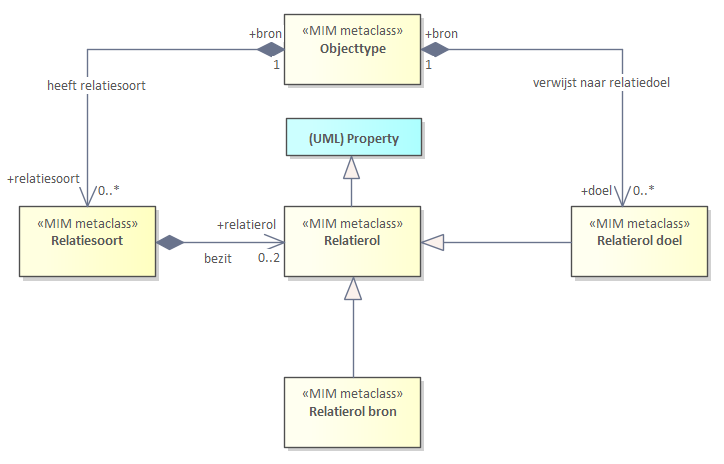 «MIM metaclass»
Objecttype
+bron
1
+bron
1
heeft relatiesoort
verwijst naar relatiedoel
(UML) Property
+relatiesoort
0..*
+doel
0..*
«MIM metaclass»
Relatiesoort
+relatierol
bezit
0..2
«MIM metaclass»
Relatierol
«MIM metaclass»
Relatierol doel
«MIM metaclass»
Relatierol bron